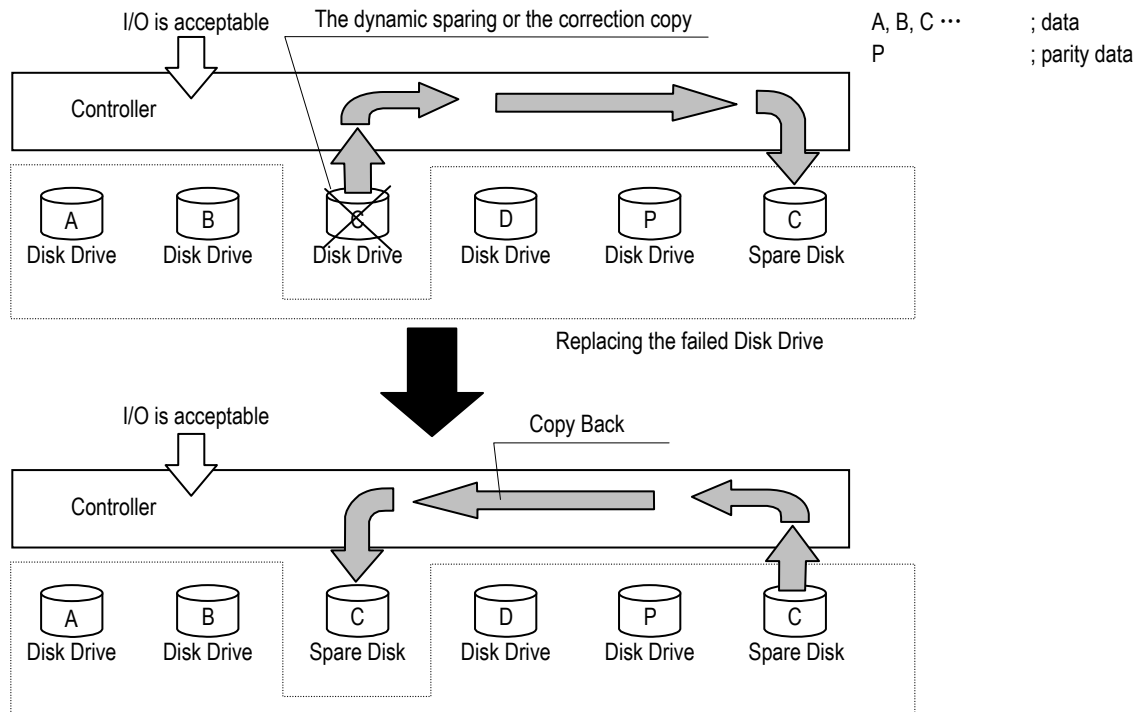 I/O is acceptable
The dynamic sparing or the correction copy
A, B, C ··· ; data
P ; parity data
Controller
A B C D P C
Disk Drive Disk Drive Disk Drive Disk Drive Disk Drive Spare Disk
Replacing the failed Disk Drive
I/O is acceptable
Copy Back
Controller
A B C D P C
Disk Drive Disk Drive Spare Disk Disk Drive Disk Drive Spare Disk